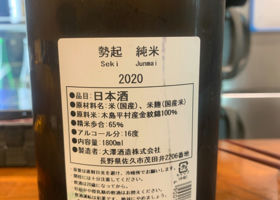 勢起 純米
Seki Junmai
2020
●品目:日本酒
●原材料名:米(国産米)、米麹(国産米)
●原料米:木島平村産金紋錦100%
●精米歩合:65%
●アルコール分:16度
●内容量:1800ml
●製造者:大澤酒造株式会社
長野県佐久市茂田井2206番地